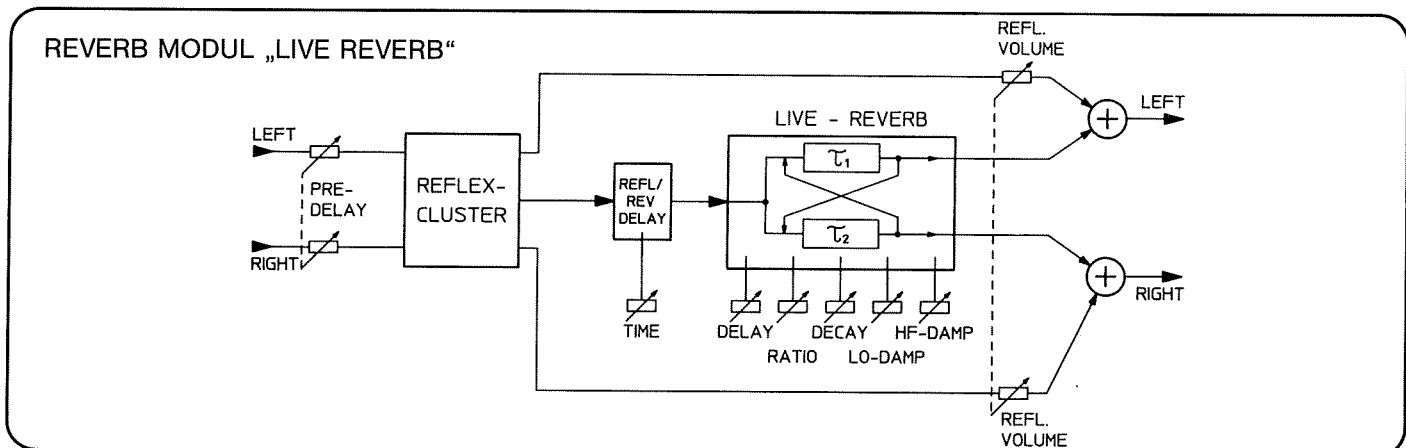 REVERB MODUL „LIVE REVERB“
REFL.
VOLUME
LEFT
PRE-
DELAY
RIGHT
REFLEX-
CLUSTER
REFL/
REV
DELAY
TIME
LIVE - REVERB
τ₁
τ₂
DELAY
RATIO
DECAY
LO-DAMP
HF-DAMP
LEFT
RIGHT
REFL.
VOLUME